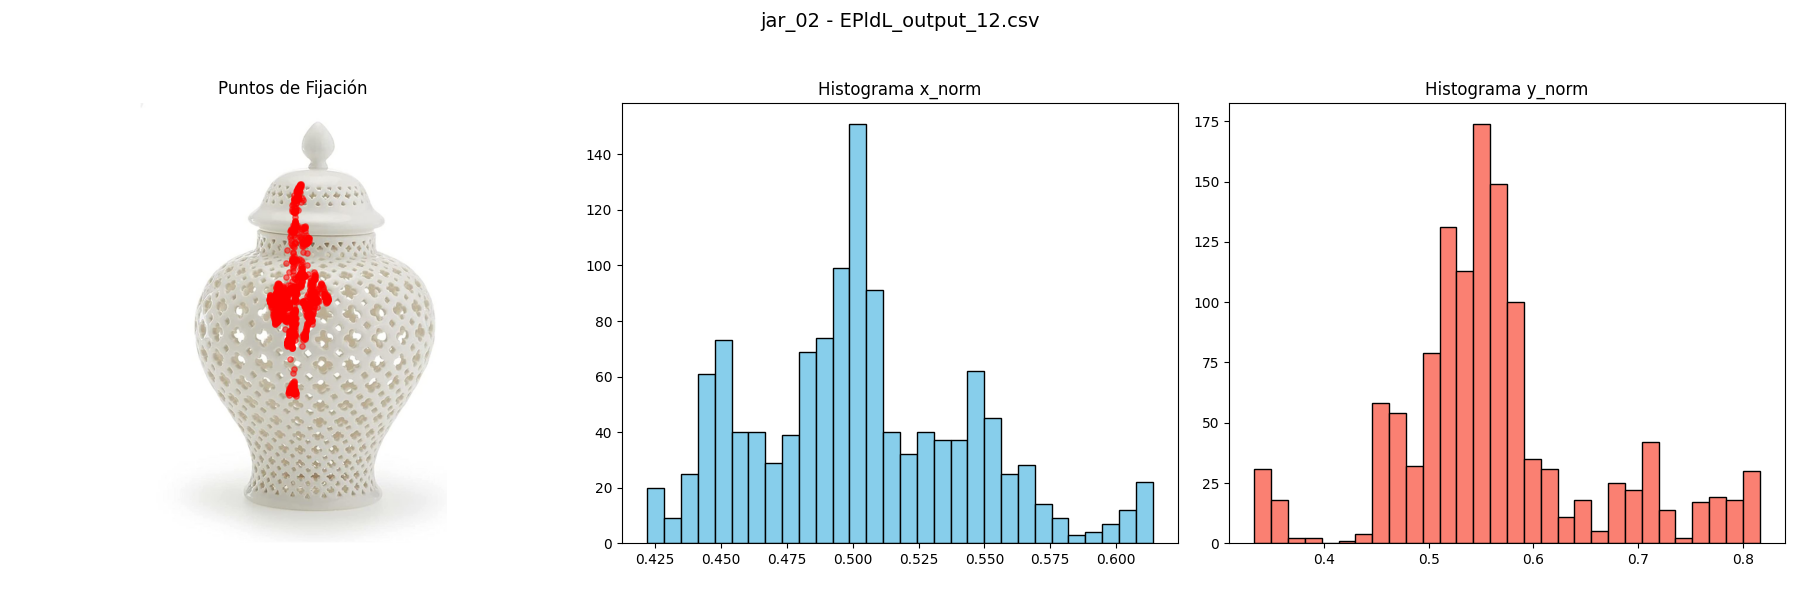 jar_02 - EPldL_output_12.csv
Puntos de Fijación
Histograma x_norm
140
120
100
80
60
40
20
0
0.425 0.450 0.475 0.500 0.525 0.550 0.575 0.600
Histograma y_norm
175
150
125
100
75
50
25
0
0.4 0.5 0.6 0.7 0.8